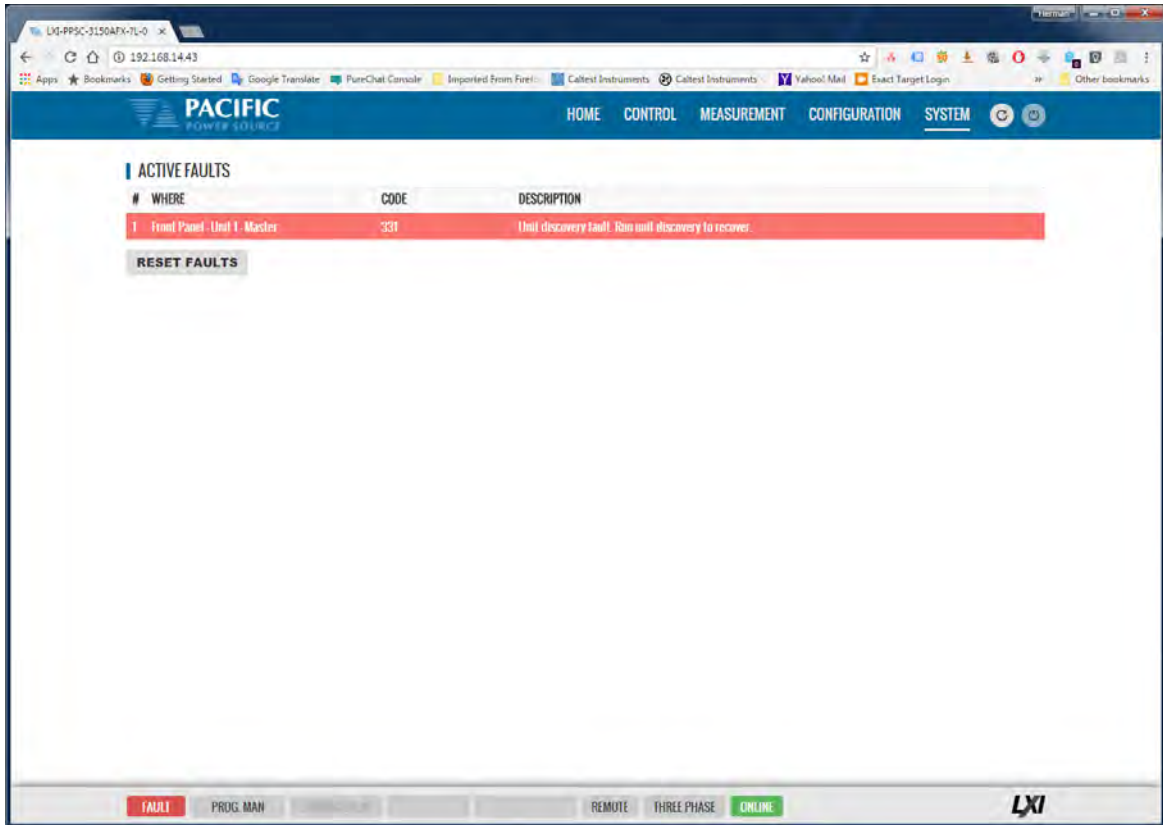 Herman
LXI-PPSC-3150AFX-7L-0
192.168.14.43
Apps Bookmarks Getting Started Google Translate PureChat Console Imported From Firef Caltest Instruments Caltest Instruments Yahoo! Mail Exact Target Login Other bookmarks
PACIFIC
POWER SOURCE
HOME CONTROL MEASUREMENT CONFIGURATION SYSTEM
ACTIVE FAULTS
# WHERE CODE DESCRIPTION
1 Front Panel - Unit 1 - Master 331 Unit discovery fault. Run unit discovery to recover.
RESET FAULTS
FAULT PROG. MAN REMOTE THREE PHASE ONLINE LXI